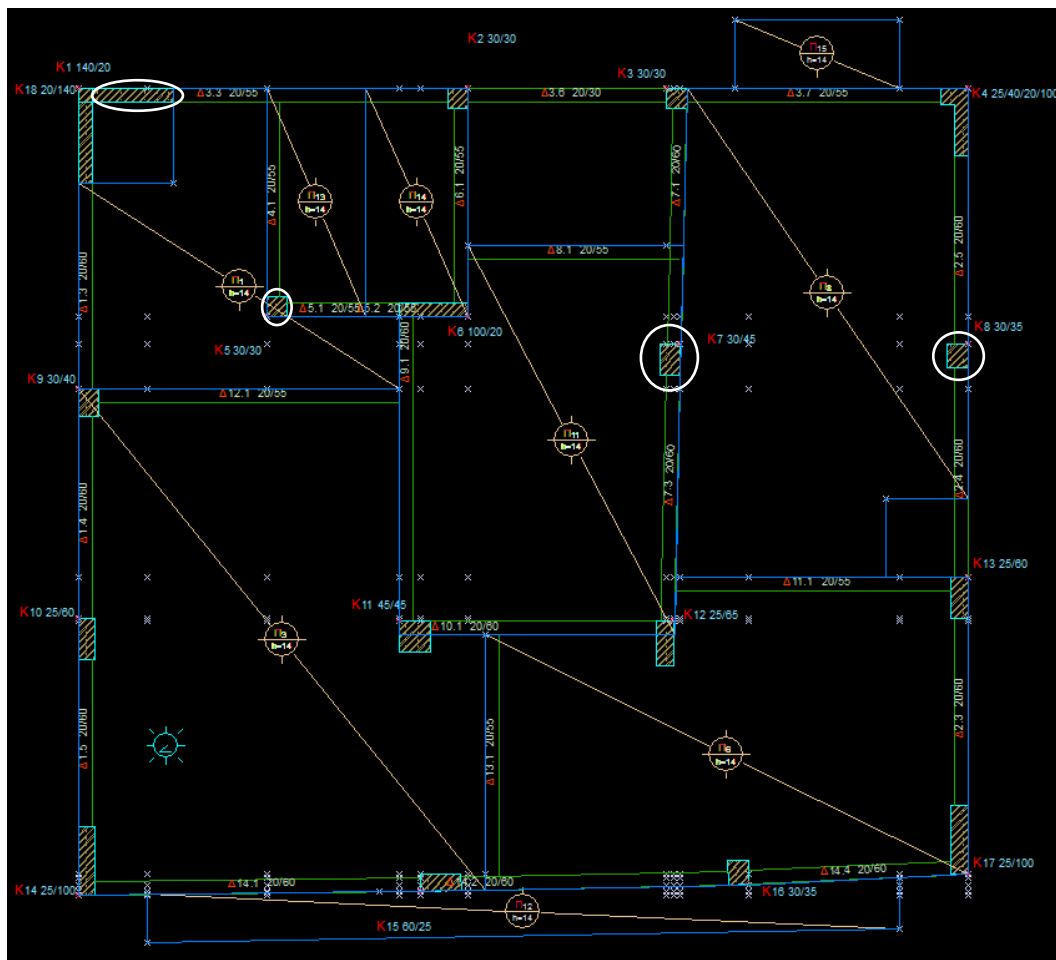 K2 30/30
Π15
h=14
K1 140/20
K3 30/30
K18 20/140
Δ3.3 20/55
Δ3.6 20/30
Δ3.7 20/55
K4 25/40/20/100
Δ4.1 20/55
Π13
h=14
Π14
h=14
Δ6.1 20/55
Δ7.1 20/60
Δ8.1 20/55
Δ2.5 20/60
Δ1.3 20/60
Π1
h=14
Π8
h=14
Δ5.1 20/55
Δ5.2 20/55
K6 100/20
K8 30/35
K5 30/30
Δ9.1 20/60
K7 30/45
K9 30/40
Δ12.1 20/55
Π11
h=14
Δ7.3 20/60
Δ2.4 20/60
Δ1.4 20/60
K13 25/60
Δ11.1 20/55
K10 25/60
K11 45/45
K12 25/65
Δ10.1 20/60
Π3
h=14
Δ1.5 20/60
Δ13.1 20/55
Π6
h=14
Δ2.3 20/60
K14 25/100
Δ14.1 20/60
Δ14.2 20/60
Δ14.4 20/60
K17 25/100
K16 30/35
Π12
h=14
K15 60/25